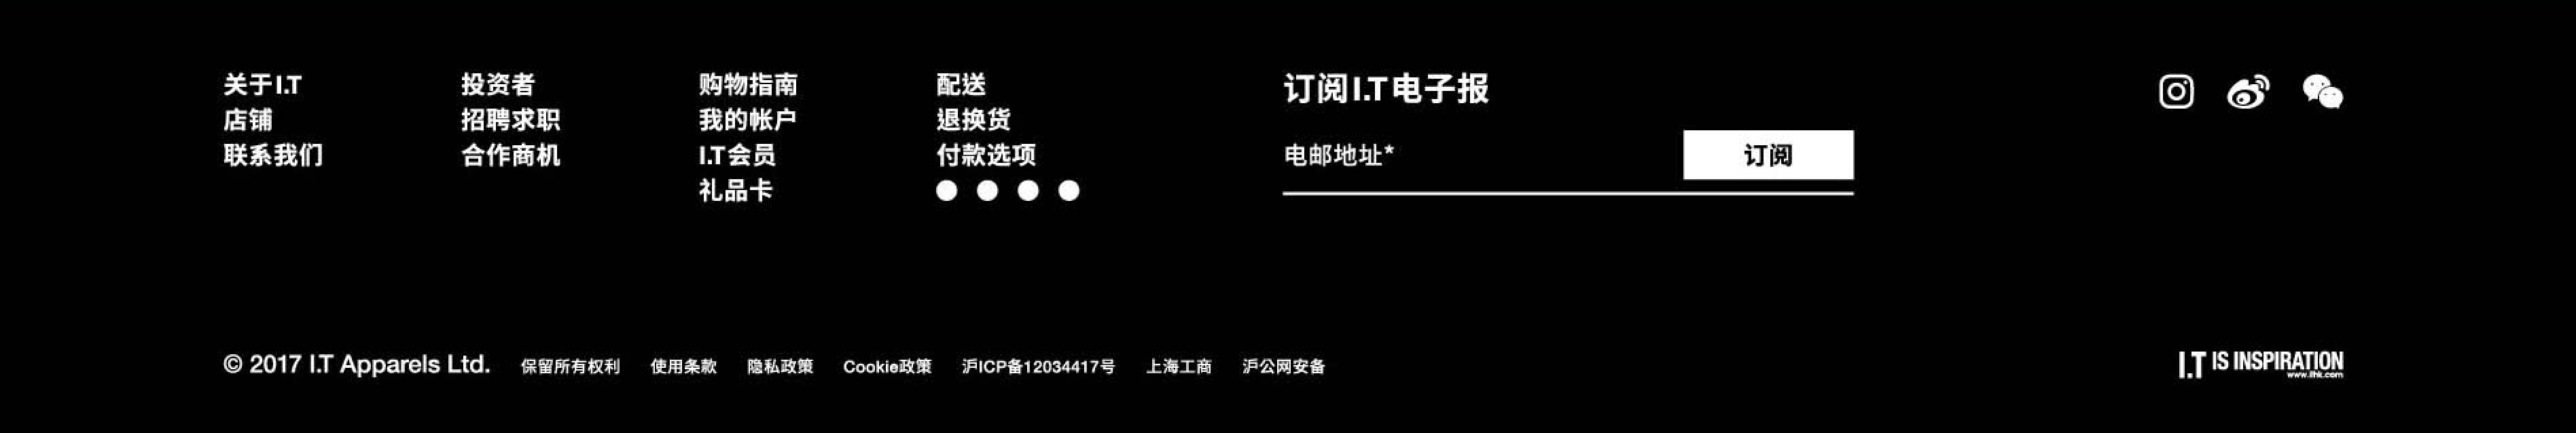 关于I.T
店铺
联系我们
投资者
招聘求职
合作商机
购物指南
我的帐户
I.T会员
礼品卡
配送
退换货
付款选项
订阅I.T电子报
电邮地址*
订阅
© 2017 I.T Apparels Ltd. 保留所有权利 使用条款 隐私政策 Cookie政策 沪ICP备12034417号 上海工商 沪公网安备
I.T IS INSPIRATION
www.ithk.com